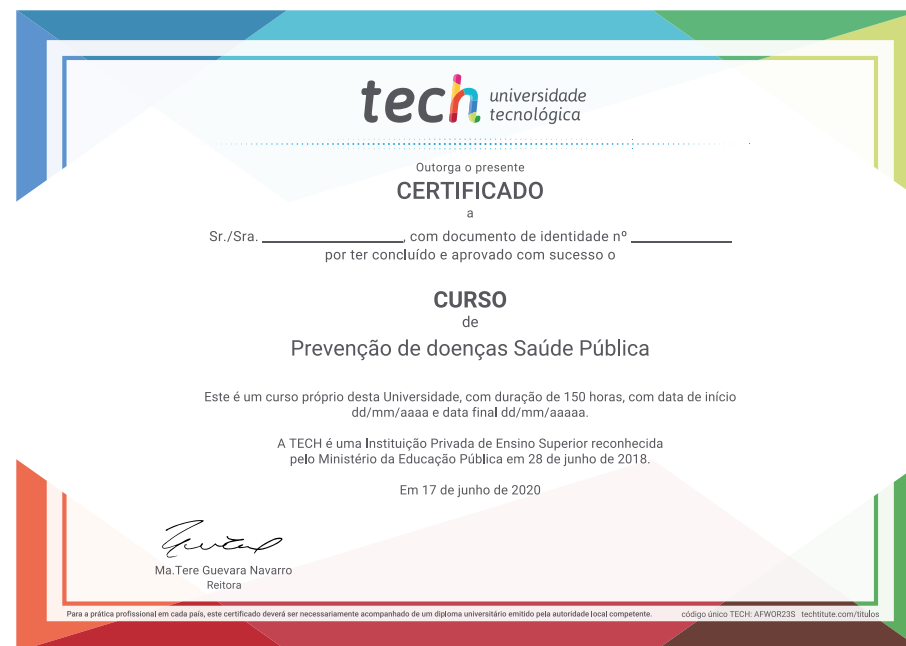 tech universidade
tecnológica
Outorga o presente
CERTIFICADO
a
Sr./Sra. ________________, com documento de identidade nº ____________
por ter concluído e aprovado com sucesso o
CURSO
de
Prevenção de doenças Saúde Pública
Este é um curso próprio desta Universidade, com duração de 150 horas, com data de início
dd/mm/aaaa e data final dd/mm/aaaaa.
A TECH é uma Instituição Privada de Ensino Superior reconhecida
pelo Ministério da Educação Pública em 28 de junho de 2018.
Em 17 de junho de 2020
Ma.Tere Guevara Navarro
Reitora
Para a prática profissional em cada país, este certificado deverá ser necessariamente acompanhado de um diploma universitário emitido pela autoridade local competente. código único TECH: AFWOR23S techtitute.com/titulos